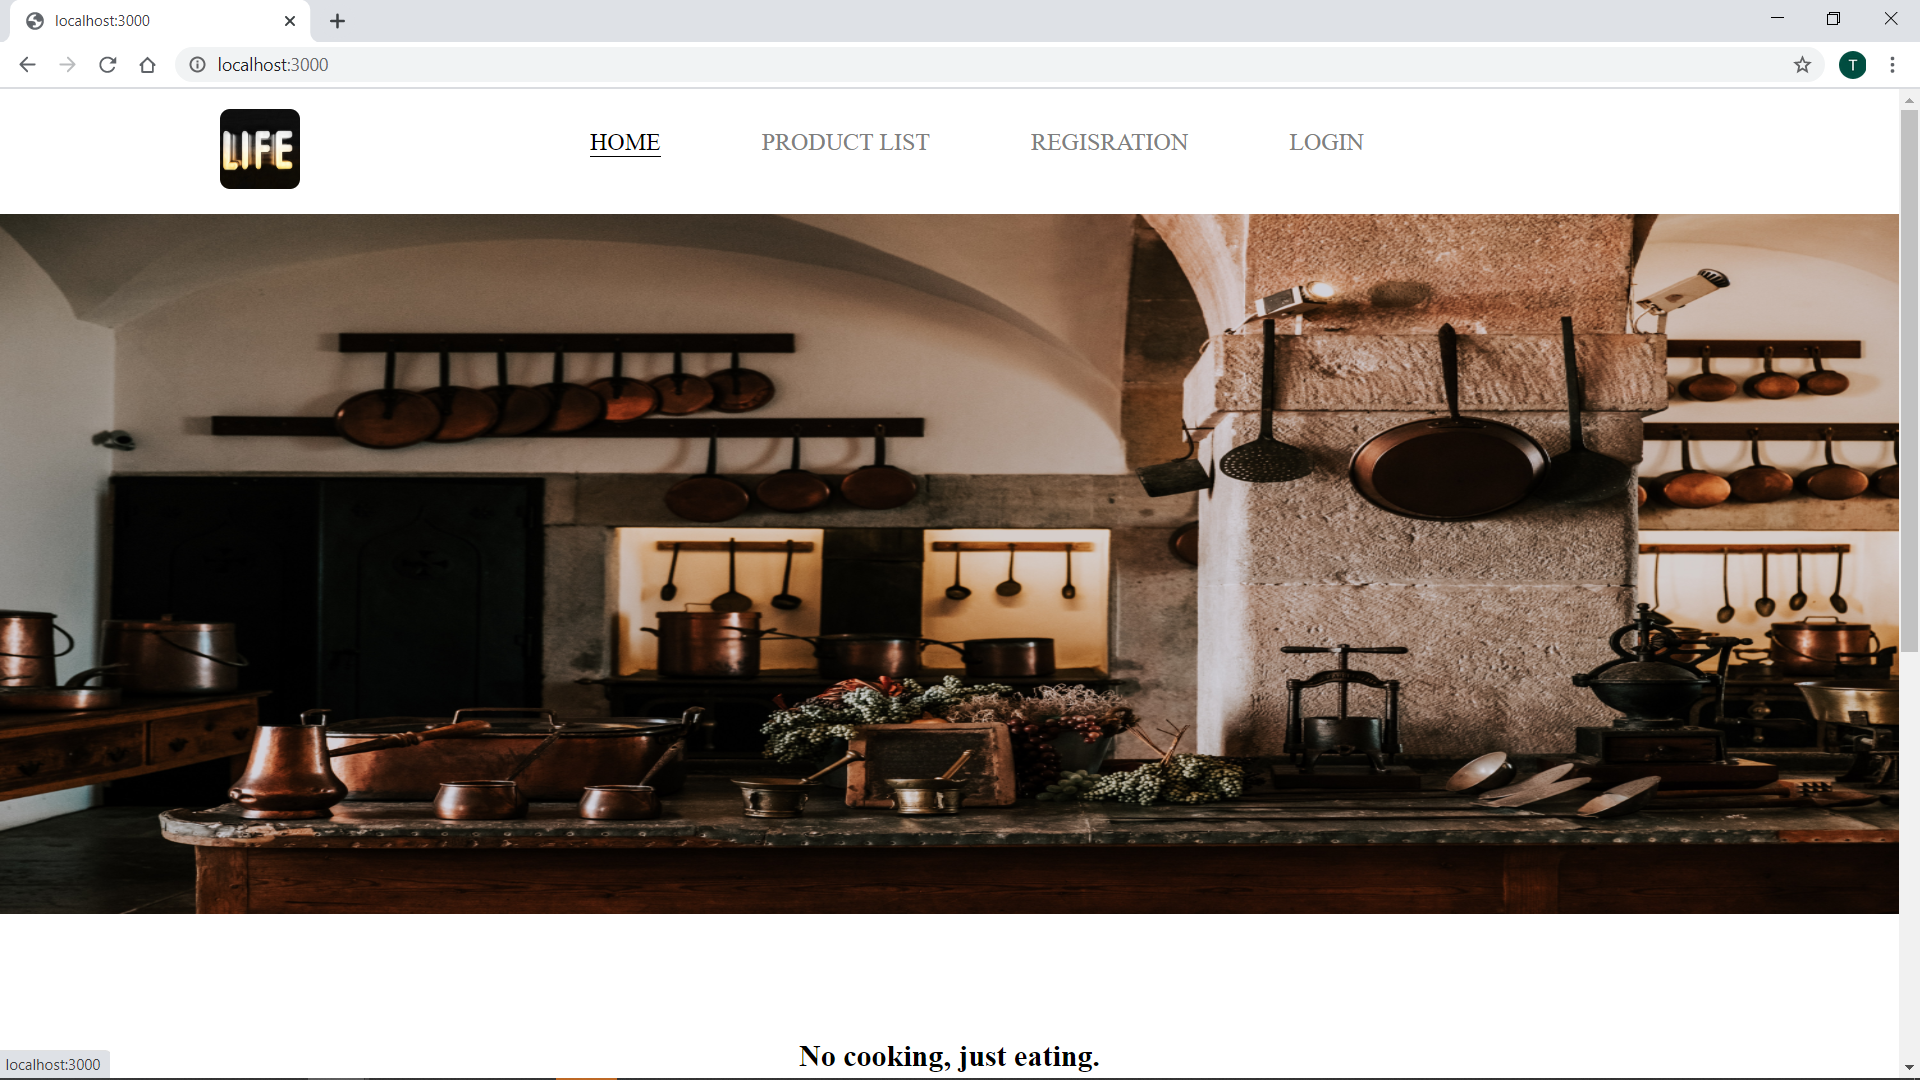 localhost:3000
localhost:3000
T
LIFE
HOME
PRODUCT LIST
REGISRATION
LOGIN
No cooking, just eating.
localhost:3000